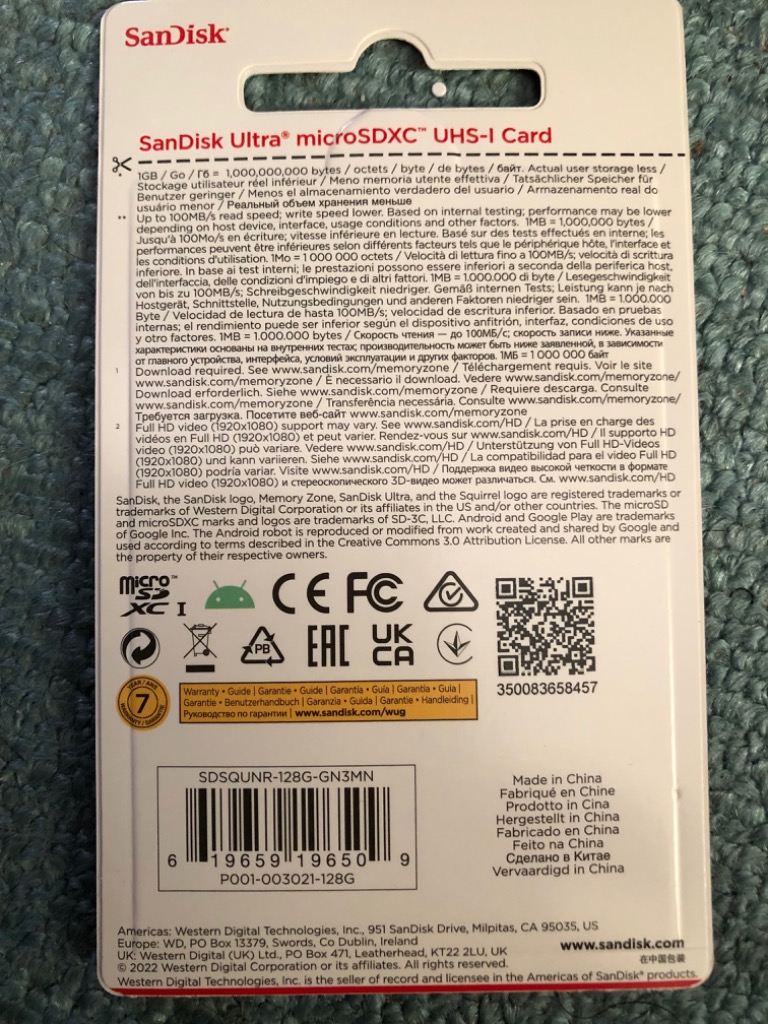 SanDisk®
SanDisk Ultra® microSDXC™ UHS-I Card
* 1GB / Go / Гб = 1,000,000,000 bytes / octets / byte / de bytes / байт. Actual user storage less /
Stockage utilisateur réel inférieur / Meno memoria utente effettiva / Tatsächlicher Speicher für
Benutzer geringer / Menos el almacenamiento verdadero del usuario / Armazenamento real do
usuário menor / Реальный объем хранения меньше
** Up to 100MB/s read speed; write speed lower. Based on internal testing; performance may be lower
depending on host device, interface, usage conditions and other factors. 1MB = 1,000,000 bytes /
Jusqu'à 100Mo/s en écriture; vitesse inférieure en lecture. Basé sur des tests effectués en interne; les
performances peuvent être inférieures selon différents facteurs tels que le périphérique hôte, l'interface et
les conditions d'utilisation. 1Mo = 1 000 000 octets / Velocità di lettura fino a 100MB/s; velocità di scrittura
inferiore. In base ai test interni; le prestazioni possono essere inferiori a seconda della periferica host,
dell'interfaccia, delle condizioni d'impiego e di altri fattori. 1MB = 1.000.000 di byte / Lesegeschwindigkeit
von bis zu 100MB/s; Schreibgeschwindigkeit niedriger. Gemäß internen Tests; Leistung kann je nach
Hostgerät, Schnittstelle, Nutzungsbedingungen und anderen Faktoren niedriger sein. 1MB = 1.000.000
Byte / Velocidad de lectura de hasta 100MB/s; velocidad de escritura inferior. Basado en pruebas
internas; el rendimiento puede ser inferior según el dispositivo anfitrión, interfaz, condiciones de uso
y otro factores. 1MB = 1.000.000 bytes / Скорость чтения — до 100МБ/с; скорость записи ниже. Указанные
характеристики основаны на внутренних тестах; производительность может быть ниже заявленной, в зависимости
от главного устройства, интерфейса, условий эксплуатации и других факторов. 1МБ = 1 000 000 байт
1 Download required. See www.sandisk.com/memoryzone / Téléchargement requis. Voir le site
www.sandisk.com/memoryzone / È necessario il download. Vedere www.sandisk.com/memoryzone/
Download erforderlich. Siehe www.sandisk.com/memoryzone / Requiere descarga. Consulte
www.sandisk.com/memoryzone / Transferência necessária. Consulte www.sandisk.com/memoryzone/
Требуется загрузка. Посетите веб-сайт www.sandisk.com/memoryzone
2 Full HD video (1920x1080) support may vary. See www.sandisk.com/HD / La prise en charge des
vidéos en Full HD (1920x1080) et peut varier. Rendez-vous sur www.sandisk.com/HD / Il supporto HD
video (1920x1080) può variare. Vedere www.sandisk.com/HD / Unterstützung von Full HD-Videos
(1920x1080) und kann variieren. Siehe www.sandisk.com/HD / La compatibilidad para el video Full HD
(1920x1080) podría variar. Visite www.sandisk.com/HD / Поддержка видео высокой четкости в формате
Full HD video (1920x1080) и стереоскопического 3D-видео может различаться. См. www.sandisk.com/HD
SanDisk, the SanDisk logo, Memory Zone, SanDisk Ultra, and the Squirrel logo are registered trademarks or
trademarks of Western Digital Corporation or its affiliates in the US and/or other countries. The microSD
and microSDXC marks and logos are trademarks of SD-3C, LLC. Android and Google Play are trademarks
of Google Inc. The Android robot is reproduced or modified from work created and shared by Google and
used according to terms described in the Creative Commons 3.0 Attribution License. All other marks are
the property of their respective owners.
Micro SD XC I™ CE FC
PB EAC UK CA
350083658457
YEAR / ANS 7 WARRANTY / GARANTIE
Warranty • Guide | Garantie • Guide | Garantía • Guía | Garantia • Guia |
Garantie • Benutzerhandbuch | Garanzia • Guida | Garantie • Handleiding |
Руководство по гарантии | www.sandisk.com/wug
SDSQUNR-128G-GN3MN
6 19659 19650 9
P001-003021-128G
Made in China
Fabriqué en Chine
Prodotto in Cina
Hergestellt in China
Fabricado en China
Feito na China
Сделано в Китае
Vervaardigd in China
Americas: Western Digital Technologies, Inc., 951 SanDisk Drive, Milpitas, CA 95035, US
Europe: WD, PO Box 13379, Swords, Co Dublin, Ireland
UK: Western Digital (UK) Ltd., PO Box 471, Leatherhead, KT22 2LU, UK
© 2022 Western Digital Corporation or its affiliates. All rights reserved.
Western Digital Technologies, Inc. is the seller of record and licensee in the Americas of SanDisk® products.
www.sandisk.com
在中国包装